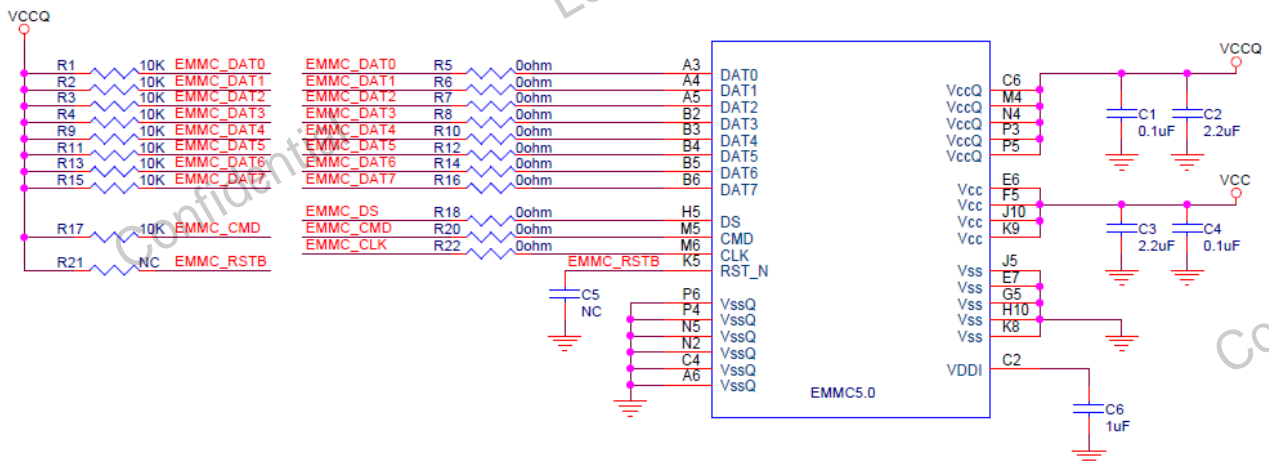 VCCQ
R1 10K EMMC_DAT0
R2 10K EMMC_DAT1
R3 10K EMMC_DAT2
R4 10K EMMC_DAT3
R9 10K EMMC_DAT4
R11 10K EMMC_DAT5
R13 10K EMMC_DAT6
R15 10K EMMC_DAT7
R17 10K EMMC_CMD
R21 NC EMMC_RSTB
EMMC_DAT0 R5 0ohm A3 DAT0
EMMC_DAT1 R6 0ohm A4 DAT1
EMMC_DAT2 R7 0ohm A5 DAT2
EMMC_DAT3 R8 0ohm B2 DAT3
EMMC_DAT4 R10 0ohm B3 DAT4
EMMC_DAT5 R12 0ohm B4 DAT5
EMMC_DAT6 R14 0ohm B5 DAT6
EMMC_DAT7 R16 0ohm B6 DAT7
EMMC_DS R18 0ohm H5 DS
EMMC_CMD R20 0ohm M5 CMD
EMMC_CLK R22 0ohm M6 CLK
EMMC_RSTB K5 RST_N
C5
NC
P6 VssQ
P4 VssQ
N5 VssQ
N2 VssQ
C4 VssQ
A6 VssQ
EMMC5.0
VccQ C6
VccQ M4
VccQ N4
VccQ P3
VccQ P5
VCCQ
C1
0.1uF
C2
2.2uF
Vcc E6
Vcc F5
Vcc J10
Vcc K9
VCC
C3
2.2uF
C4
0.1uF
Vss J5
Vss E7
Vss G5
Vss H10
Vss K8
VDDI C2
C6
1uF
Confidential